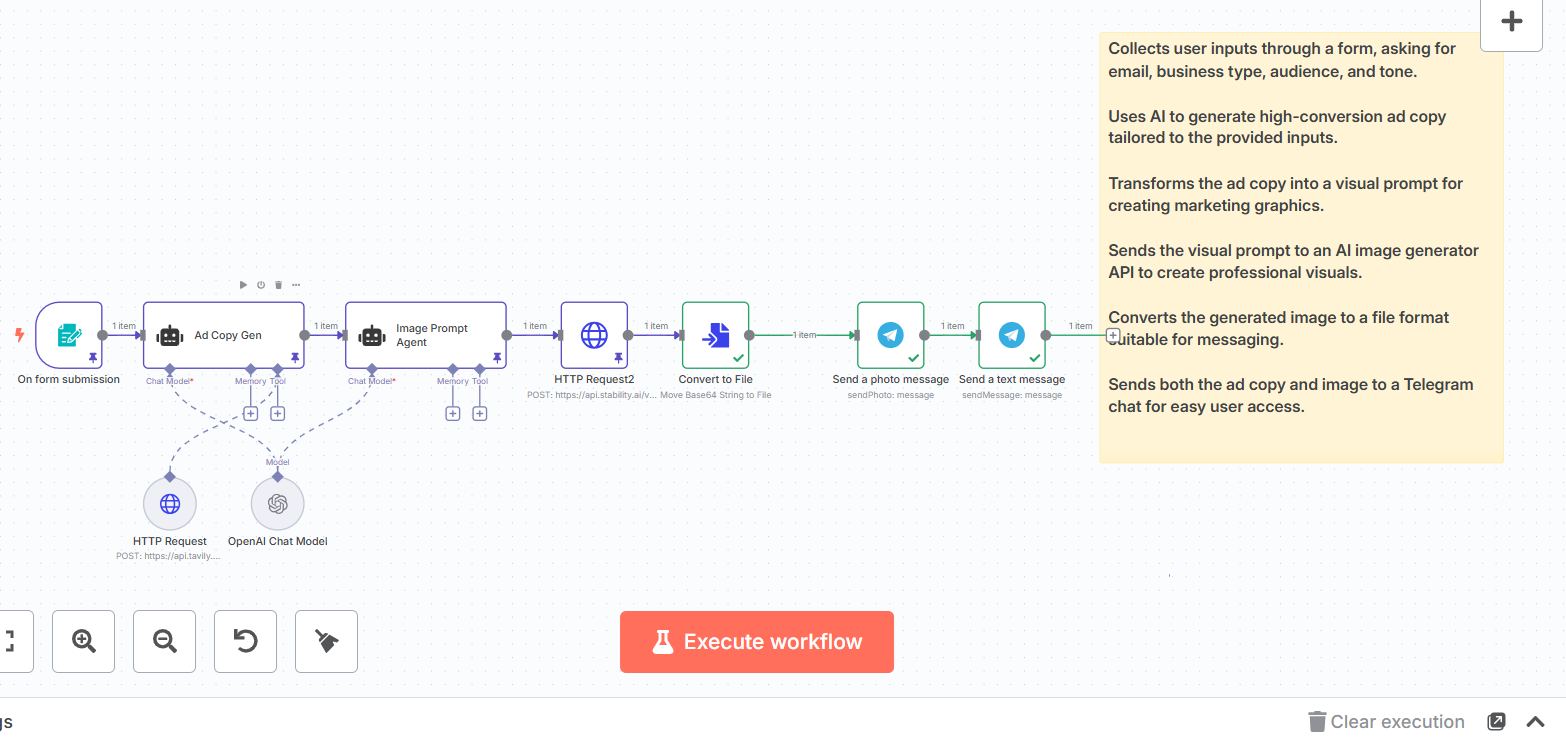 Collects user inputs through a form, asking for
email, business type, audience, and tone.
Uses AI to generate high-conversion ad copy
tailored to the provided inputs.
Transforms the ad copy into a visual prompt for
creating marketing graphics.
Sends the visual prompt to an AI image generator
API to create professional visuals.
Converts the generated image to a file format
suitable for messaging.
Sends both the ad copy and image to a Telegram
chat for easy user access.
1 item
1 item
1 item
1 item
1 item
1 item
1 item
Ad Copy Gen
Image Prompt
Agent
On form submission
Chat Model*
Memory
Tool
Chat Model*
Memory
Tool
HTTP Request2
POST: https://api.stability.ai/v...
Convert to File
Move Base64 String to File
Send a photo message
sendPhoto: message
Send a text message
sendMessage: message
Model
HTTP Request
POST: https://api.tavily....
OpenAI Chat Model
Execute workflow
gs
Clear execution